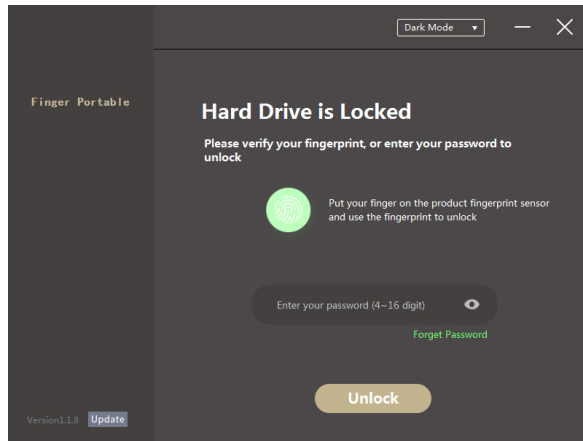 Dark Mode
Finger Portable
Hard Drive is Locked
Please verify your fingerprint, or enter your password to
unlock
Put your finger on the product fingerprint sensor
and use the fingerprint to unlock
Enter your password (4~16 digit)
Forget Password
Unlock
Version1.1.8 Update